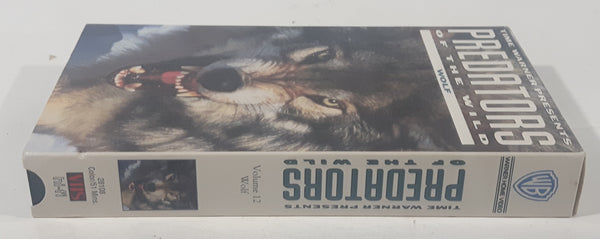 TIME WARNER PRESENTS
PREDATORS
OF THE WILD
WOLF
WB
WARNER HOME VIDEO
TIME WARNER PRESENTS
PREDATORS
OF THE WILD
Volume 12
Wolf
VHS